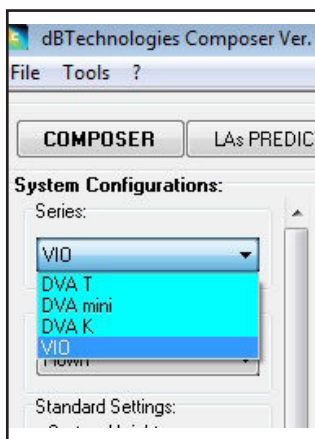 dBTechnologies Composer Ver.
File Tools ?
COMPOSER LAs PREDIC
System Configurations:
Series:
VIO
DVA T
DVA mini
DVA K
VIO
Standard Settings: